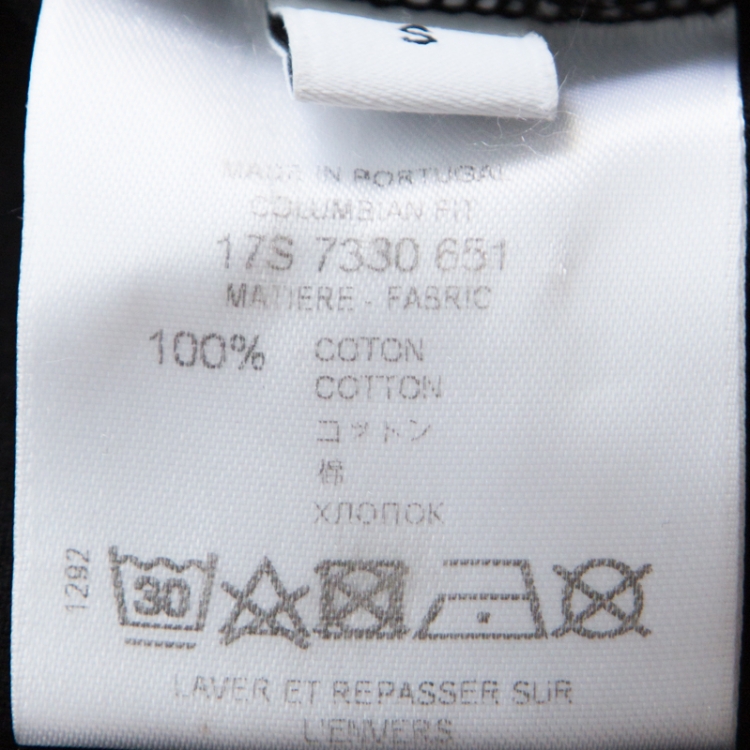 S
MADE IN PORTUGAL
COLUMBIAN FIT
17S 7330 651
MATIERE - FABRIC
100% COTON
COTTON
コットン
棉
ХЛОПОК
1292
30
LAVER ET REPASSER SUR
L'ENVERS